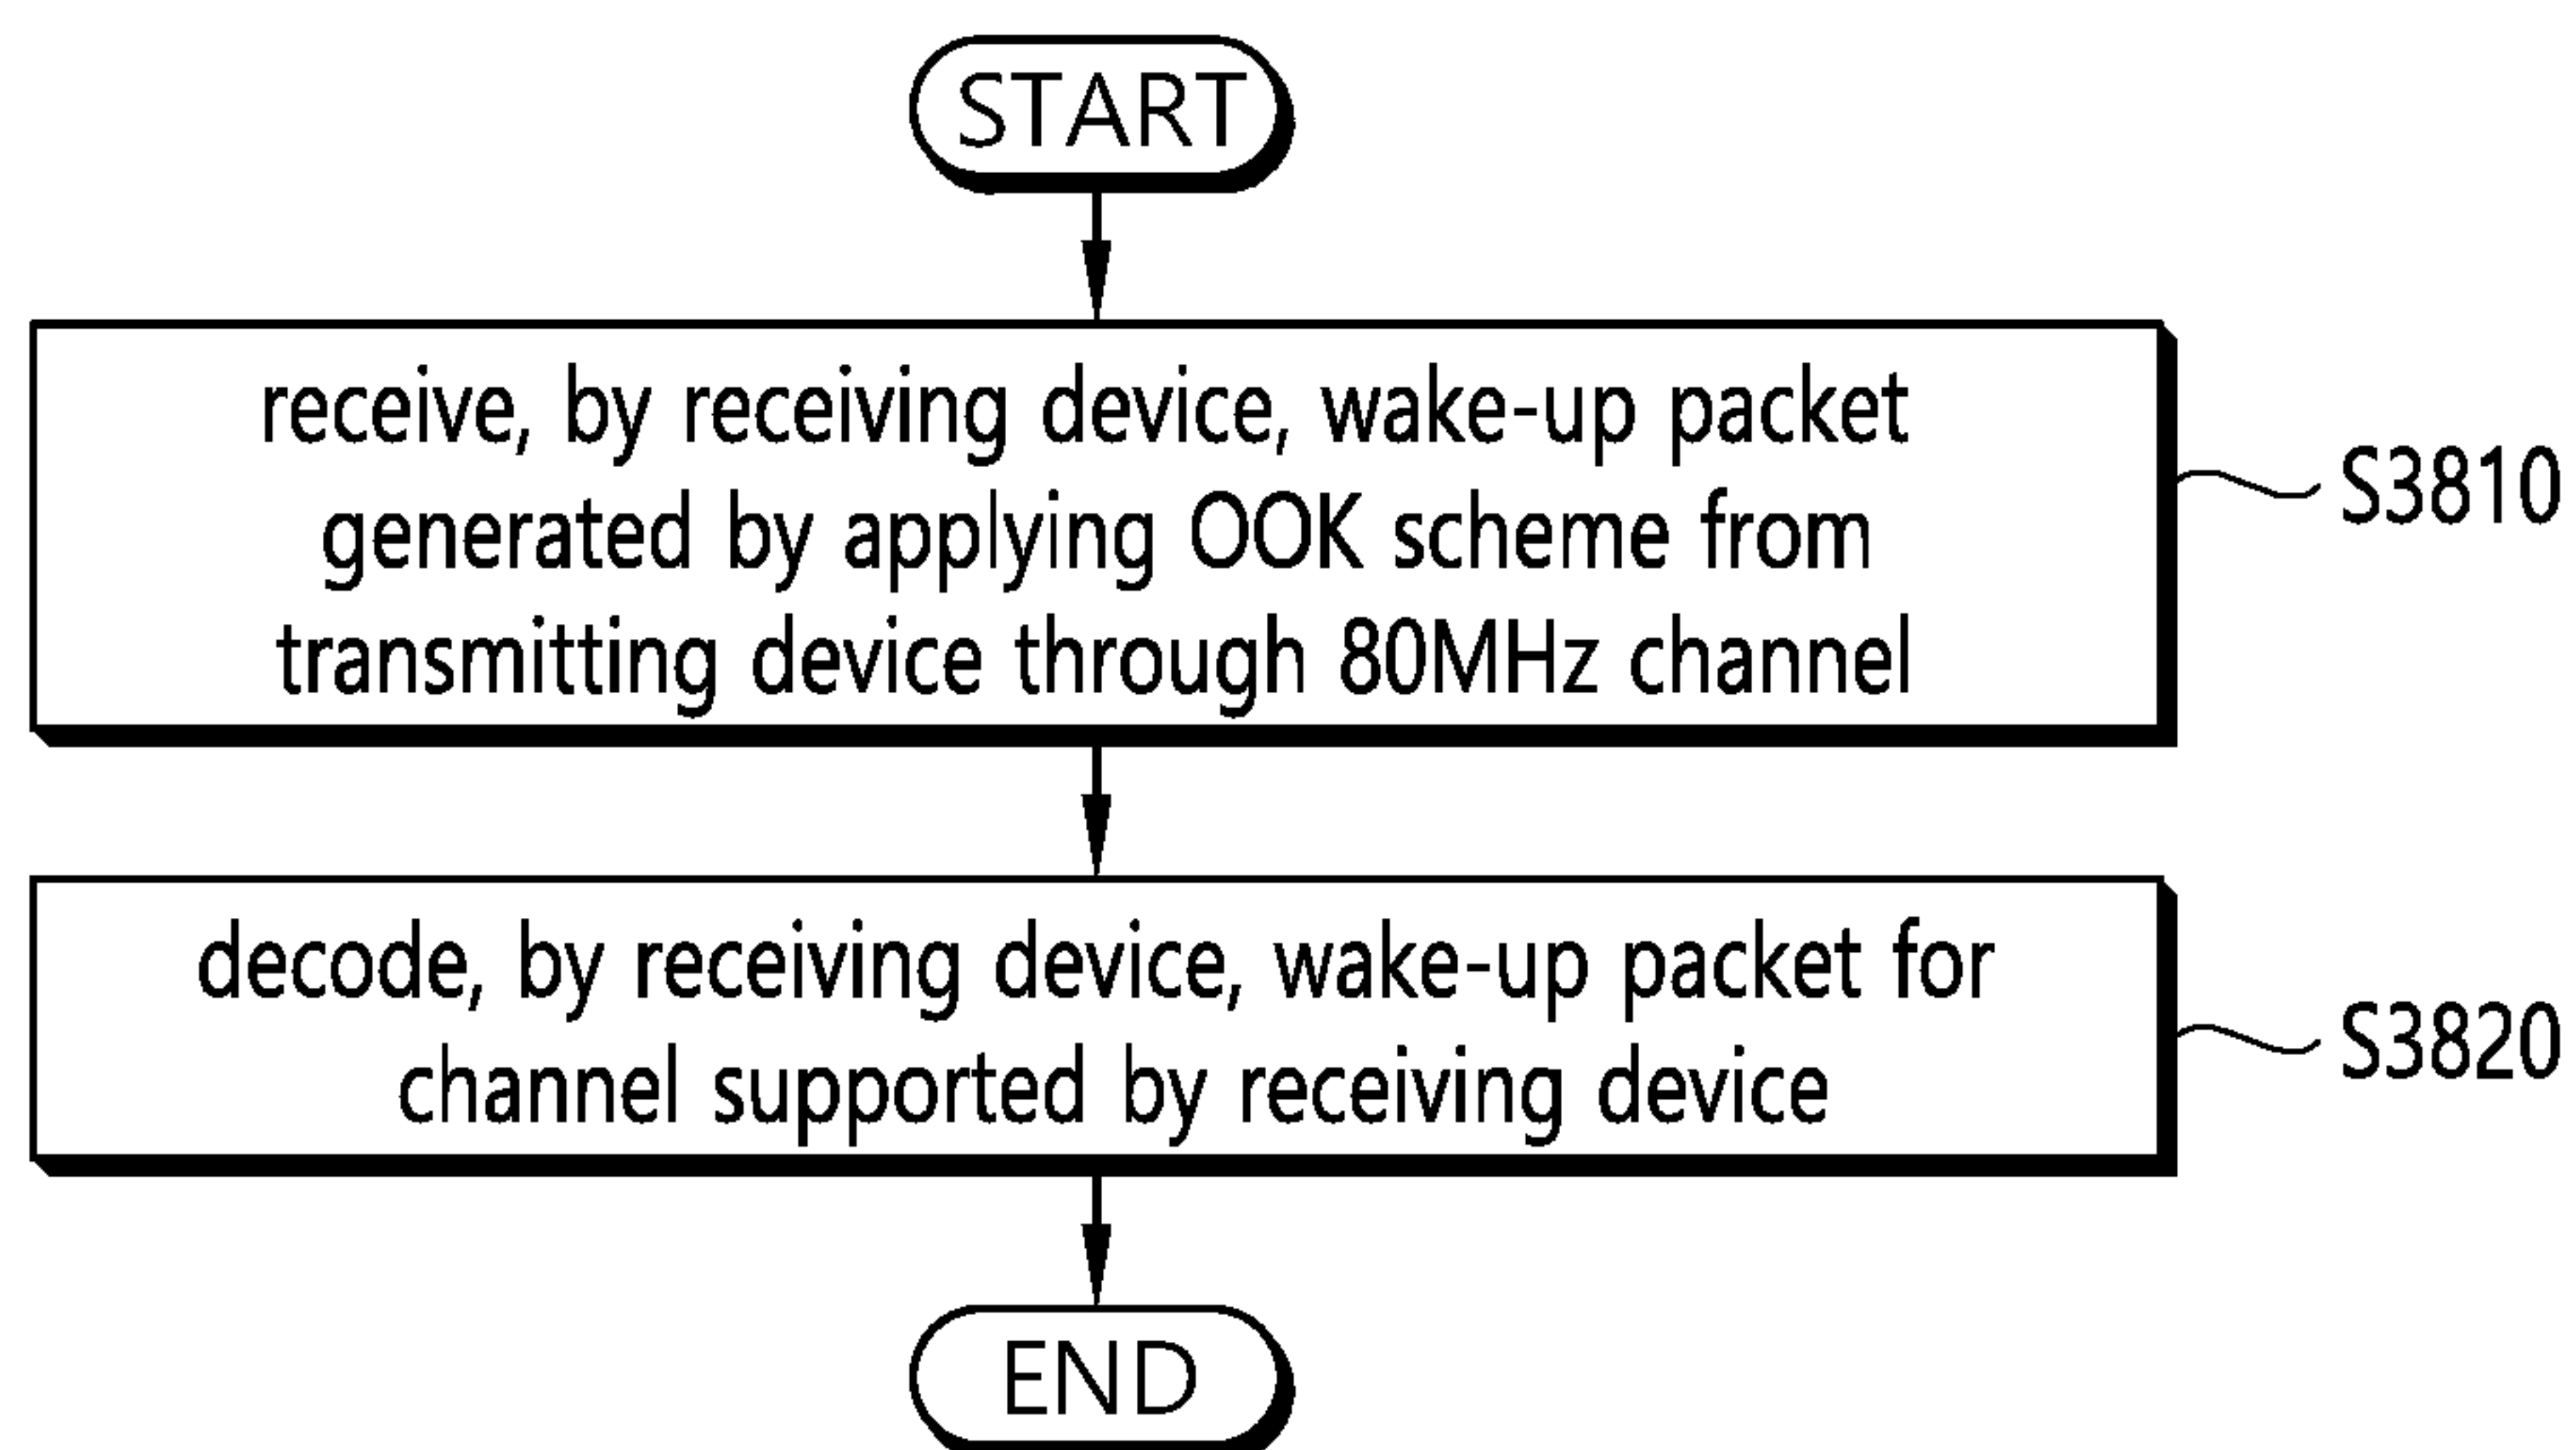 START
receive, by receiving device, wake-up packet
generated by applying OOK scheme from
transmitting device through 80MHz channel
S3810
decode, by receiving device, wake-up packet for
channel supported by receiving device
S3820
END